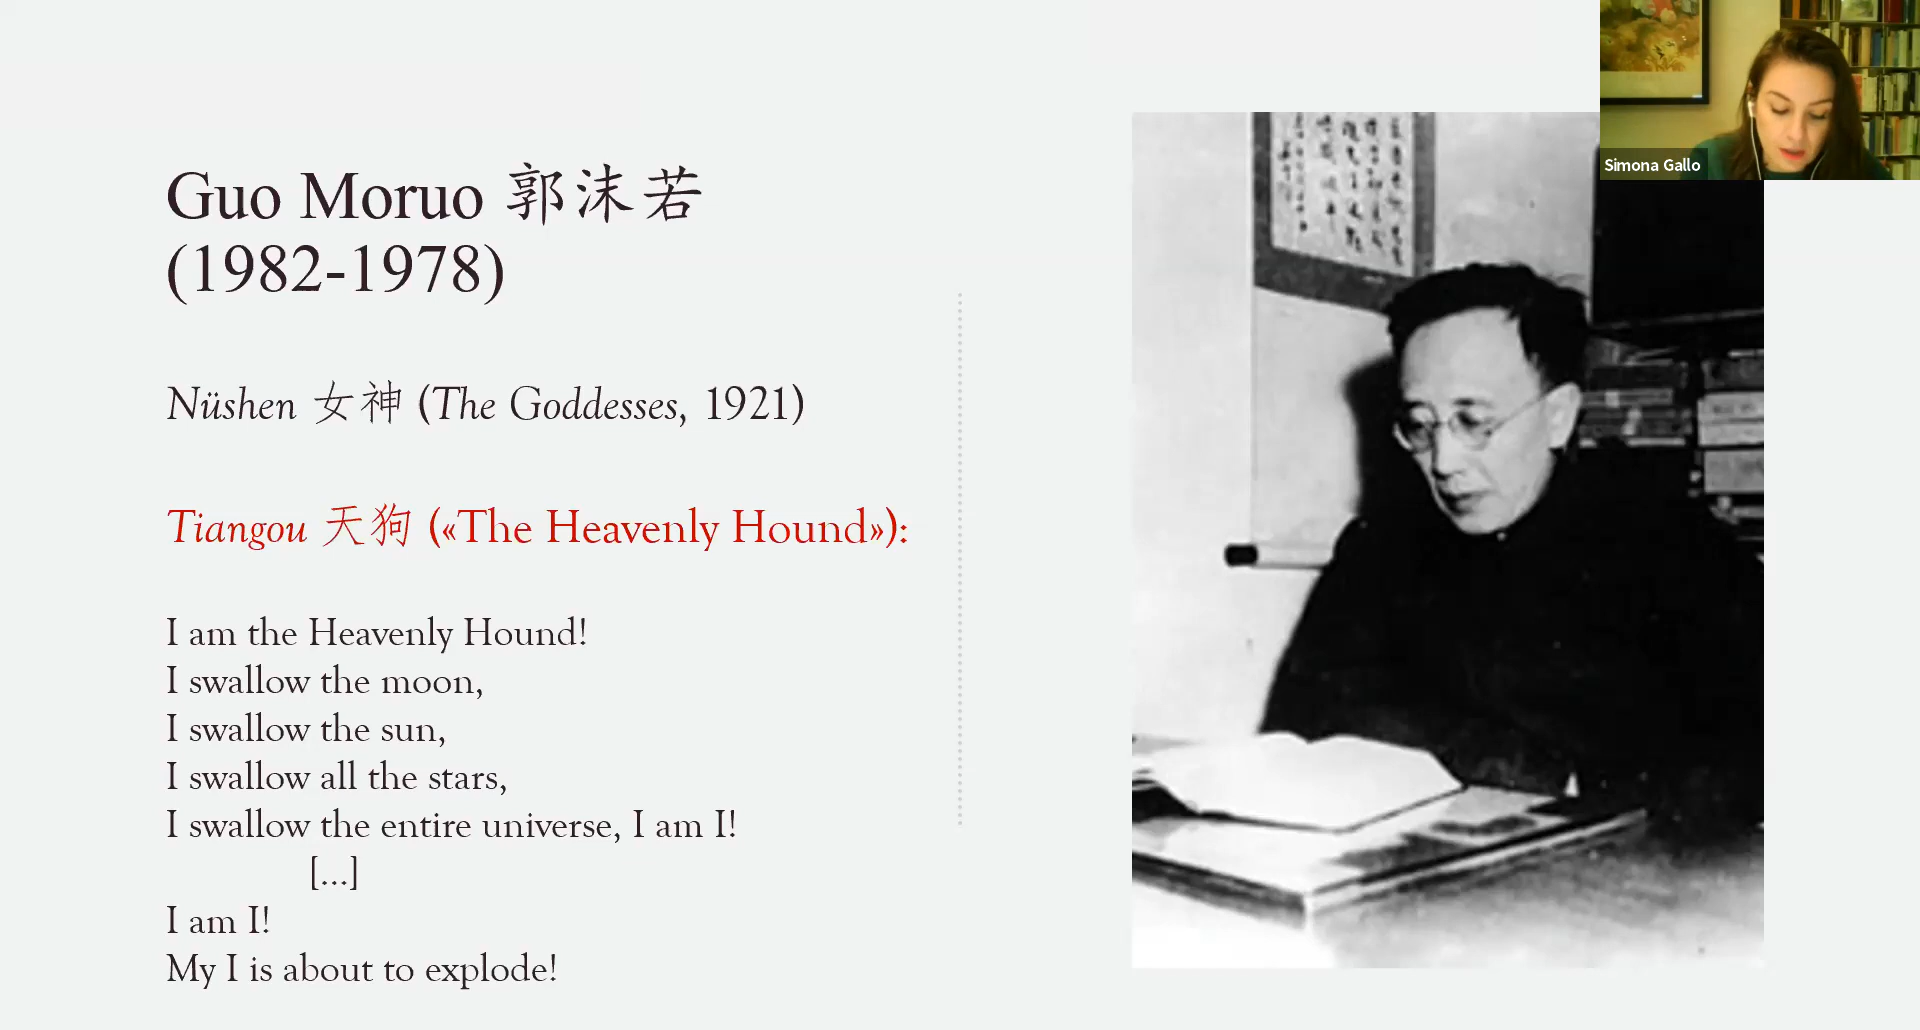 Guo Moruo 郭沫若
(1982-1978)
Nüshen 女神 (The Goddesses, 1921)
Tiangou 天狗 («The Heavenly Hound»):
I am the Heavenly Hound!
I swallow the moon,
I swallow the sun,
I swallow all the stars,
I swallow the entire universe, I am I!
[…]
I am I!
My I is about to explode!
Simona Gallo